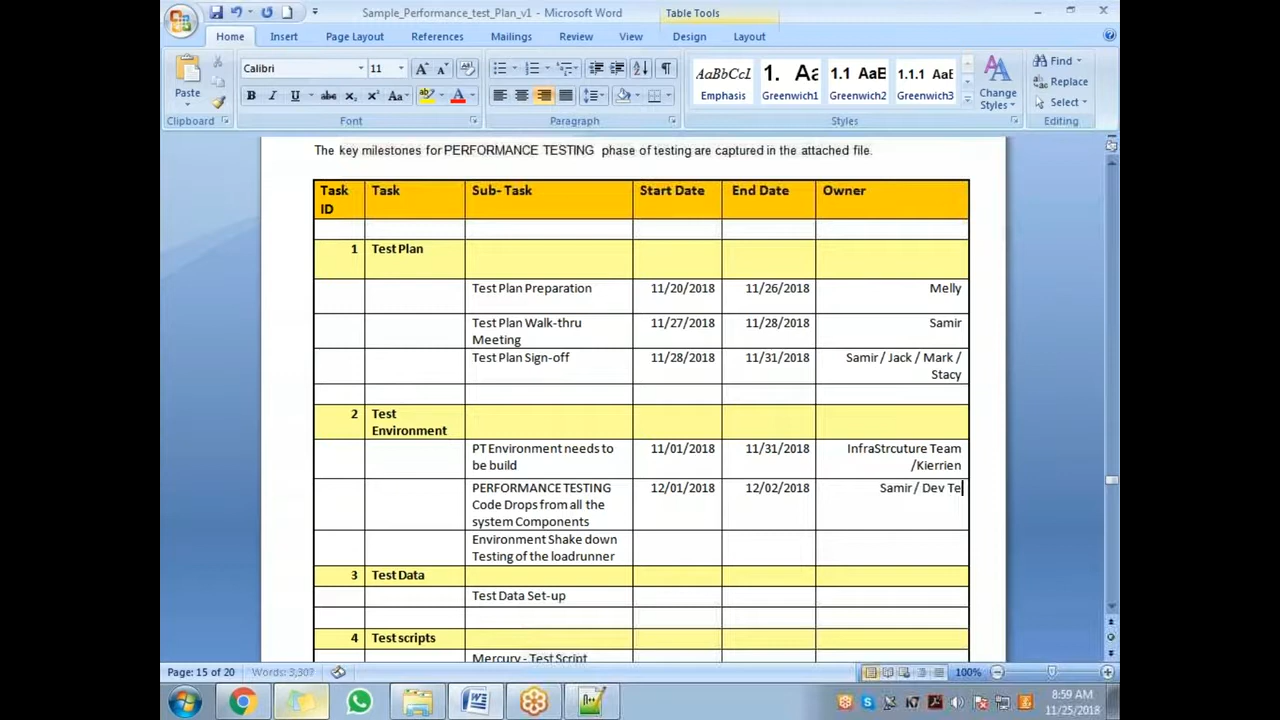 Sample_Performance_test_Plan_v1 - Microsoft Word
Table Tools
Home Insert Page Layout References Mailings Review View Design Layout
Paste
Clipboard
Calibri 11
Font
Paragraph
AaBbCcL 1. Aa 1.1 AaE 1.1.1 AaE
Emphasis Greenwich1 Greenwich2 Greenwich3
Change Styles
Styles
Find
Replace
Select
Editing
The key milestones for PERFORMANCE TESTING phase of testing are captured in the attached file.
Task ID Task Sub- Task Start Date End Date Owner
1 Test Plan
Test Plan Preparation 11/20/2018 11/26/2018 Melly
Test Plan Walk-thru 11/27/2018 11/28/2018 Samir
Meeting
Test Plan Sign-off 11/28/2018 11/31/2018 Samir / Jack / Mark /
Stacy
2 Test
Environment
PT Environment needs to 11/01/2018 11/31/2018 InfraStrcuture Team
be build /Kierrien
PERFORMANCE TESTING 12/01/2018 12/02/2018 Samir / Dev Te
Code Drops from all the
system Components
Environment Shake down
Testing of the loadrunner
3 Test Data
Test Data Set-up
4 Test scripts
Mercury - Test Script
Page: 15 of 20 Words: 3,307 100%
8:59 AM
11/25/2018